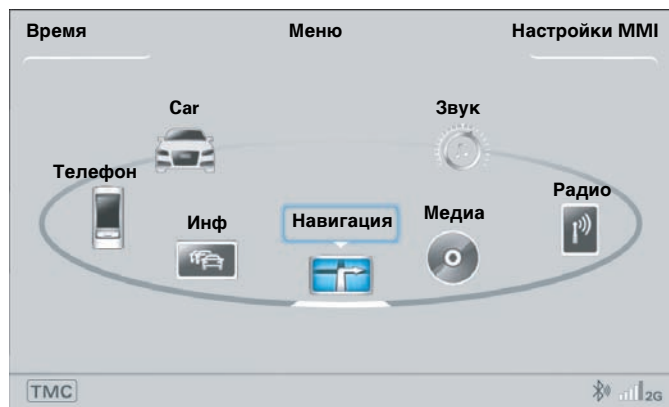 Время Меню Настройки MMI
Car Звук
Телефон Радио
Инф Навигация Медиа
TMC 2G